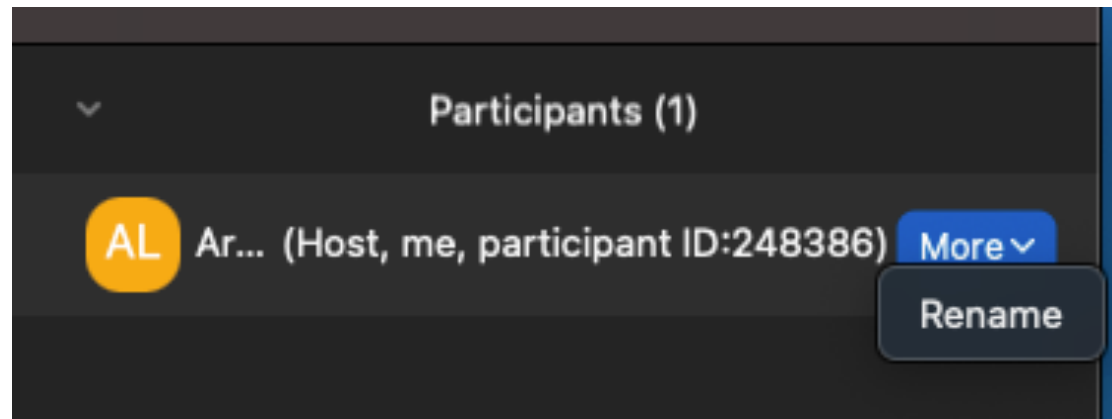 Participants (1)
AL Ar... (Host, me, participant ID:248386) More
Rename